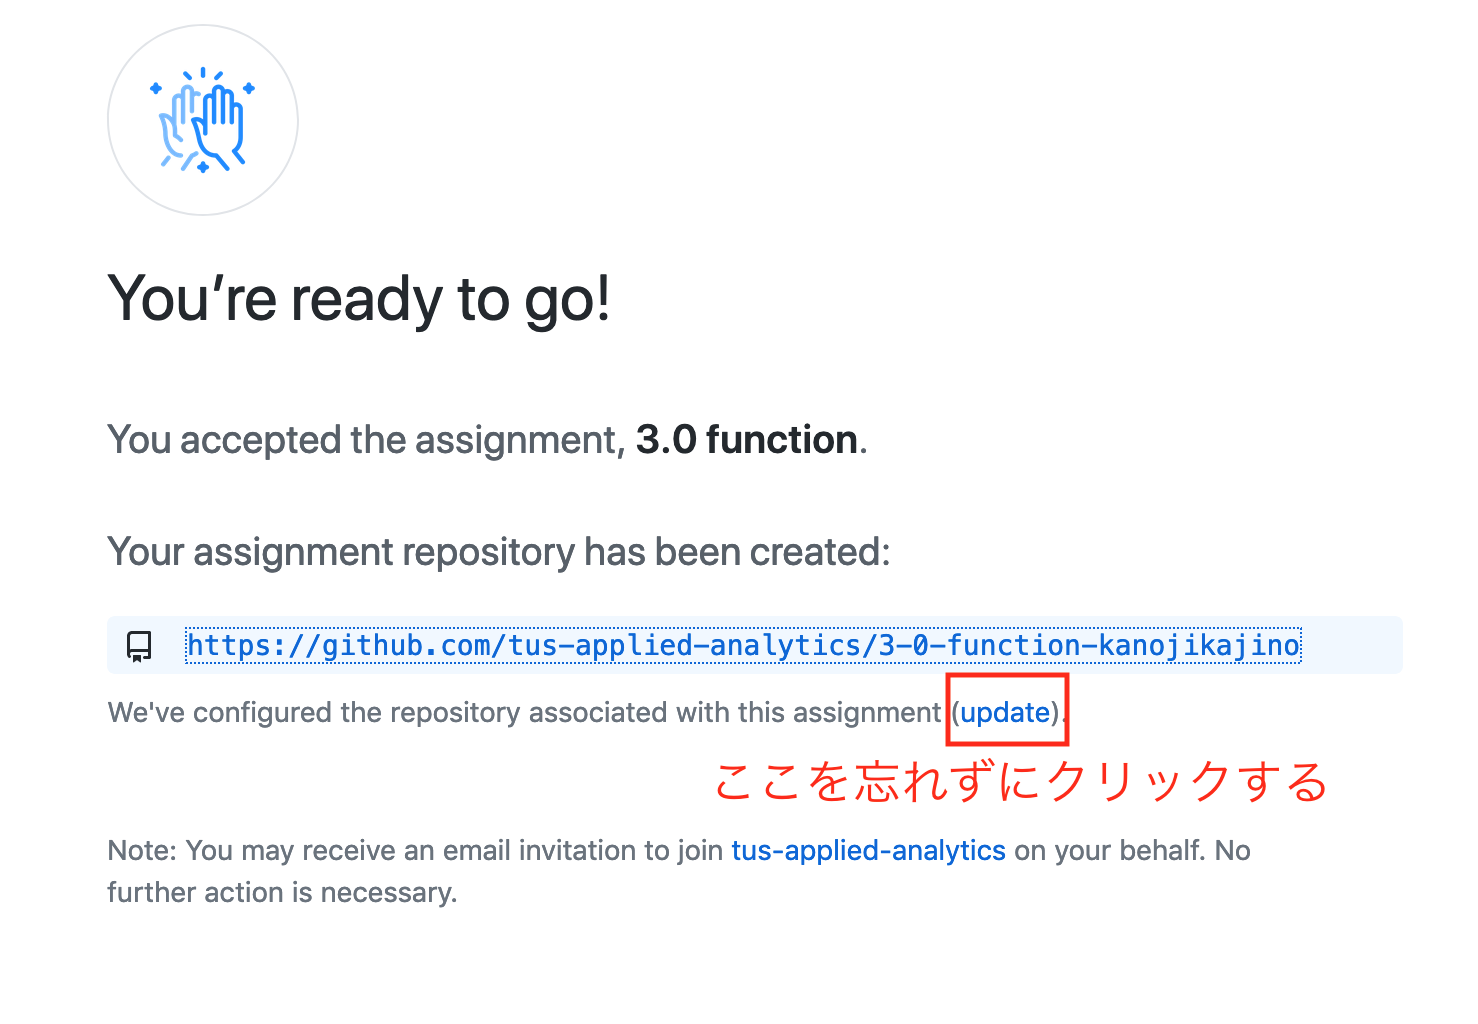 You’re ready to go!
You accepted the assignment, 3.0 function.
Your assignment repository has been created:
https://github.com/tus-applied-analytics/3-0-function-kanojikajino
We've configured the repository associated with this assignment (update).
ここを忘れずにクリックする
Note: You may receive an email invitation to join tus-applied-analytics on your behalf. No
further action is necessary.